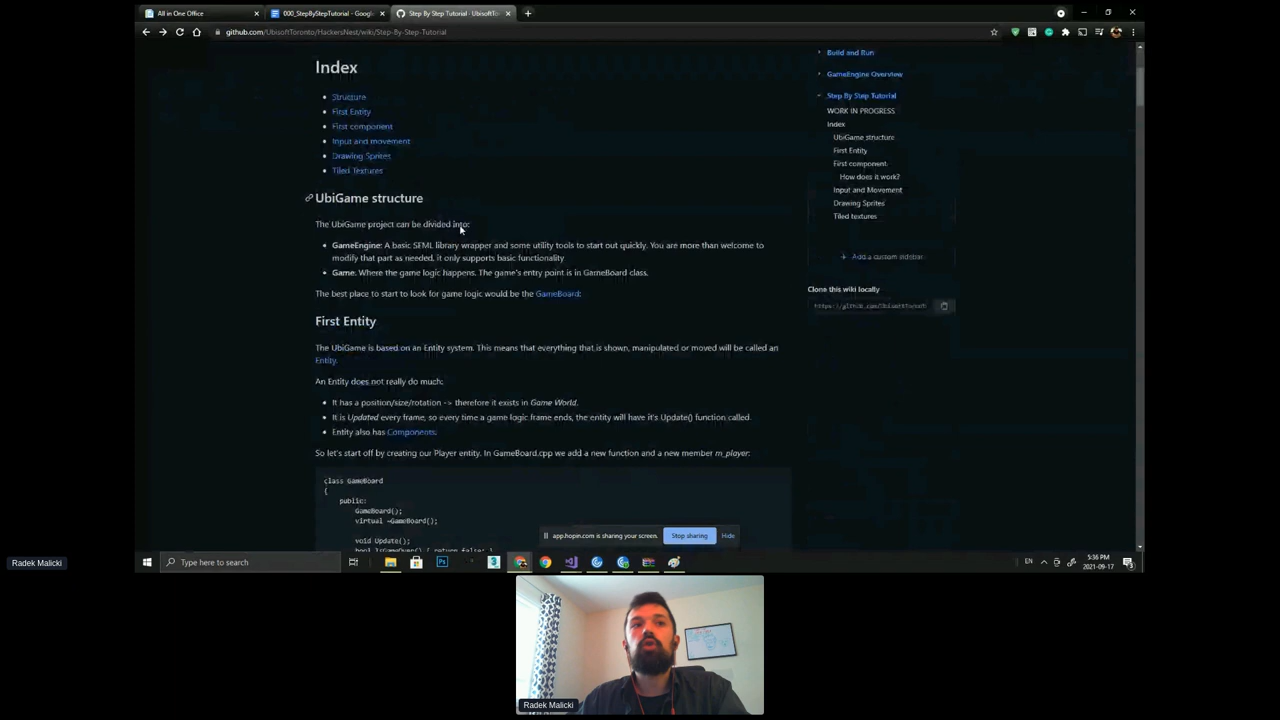 All in One Office
000_StepByStepTutorial - Google
Step By Step Tutorial · UbisoftTo
github.com/UbisoftToronto/HackersNest/wiki/Step-By-Step-Tutorial
Index
Structure
First Entity
First component
Input and movement
Drawing Sprites
Tiled Textures
UbiGame structure
The UbiGame project can be divided into:
GameEngine: A basic SFML library wrapper and some utility tools to start out quickly. You are more than welcome to
modify that part as needed, it only supports basic functionality
Game: Where the game logic happens. The game's entry point is in GameBoard class.
The best place to start to look for game logic would be the GameBoard:
First Entity
The UbiGame is based on an Entity system. This means that everything that is shown, manipulated or moved will be called an
Entity.
An Entity does not really do much:
It has a position/size/rotation -> therefore it exists in Game World.
It is Updated every frame, so every time a game logic frame ends, the entity will have it's Update() function called.
Entity also has Components.
So let's start off by creating our Player entity. In GameBoard.cpp we add a new function and a new member m_player:
class GameBoard
{
public:
GameBoard();
virtual ~GameBoard();
void Update();
bool IsGameOver() { return false; }
Build and Run
GameEngine Overview
Step By Step Tutorial
WORK IN PROGRESS
Index
UbiGame structure
First Entity
First component
How does it work?
Input and Movement
Drawing Sprites
Tiled textures
+ Add a custom sidebar
Clone this wiki locally
app.hopin.com is sharing your screen.
Stop sharing
Hide
Type here to search
EN
5:36 PM
2021-09-17
Radek Malicki
Radek Malicki